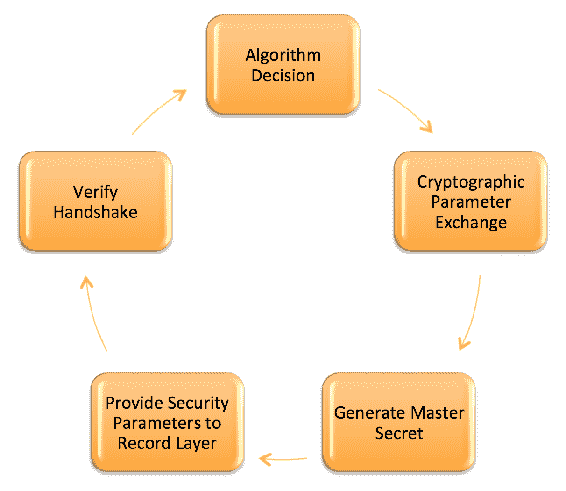 Algorithm
Decision
Cryptographic
Parameter
Exchange
Generate Master
Secret
Provide Security
Parameters to
Record Layer
Verify
Handshake